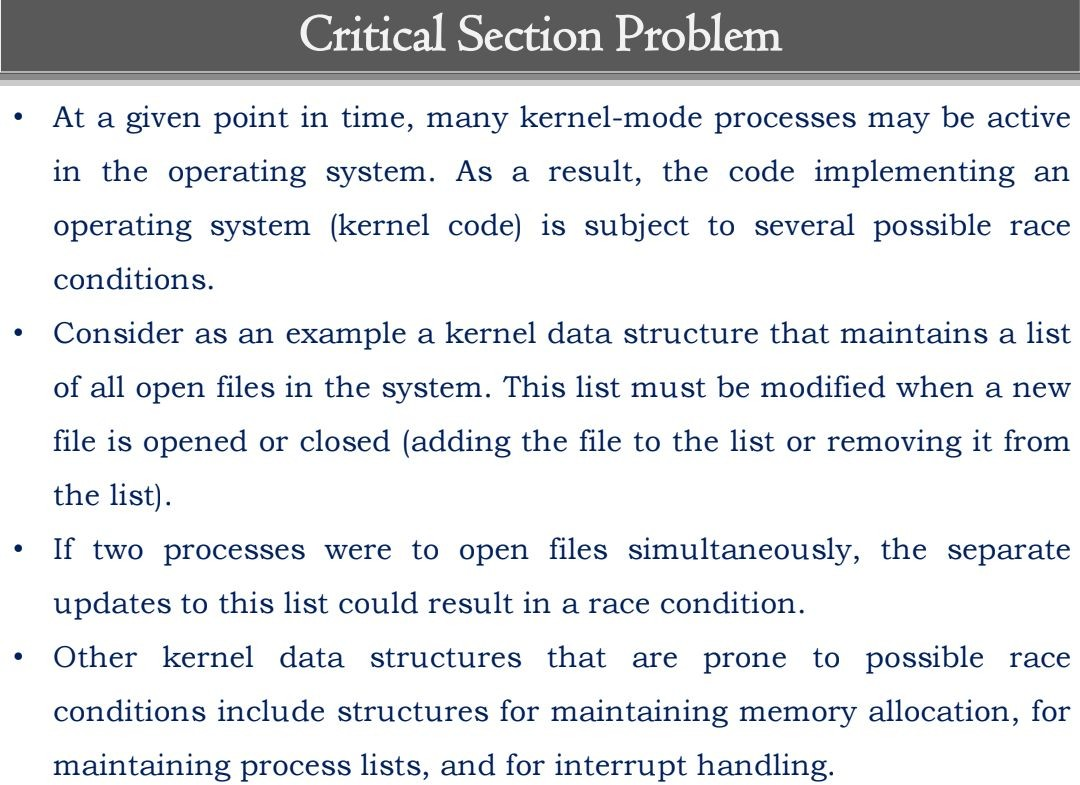 Critical Section Problem
• At a given point in time, many kernel-mode processes may be active
in the operating system. As a result, the code implementing an
operating system (kernel code) is subject to several possible race
conditions.
• Consider as an example a kernel data structure that maintains a list
of all open files in the system. This list must be modified when a new
file is opened or closed (adding the file to the list or removing it from
the list).
• If two processes were to open files simultaneously, the separate
updates to this list could result in a race condition.
• Other kernel data structures that are prone to possible race
conditions include structures for maintaining memory allocation, for
maintaining process lists, and for interrupt handling.